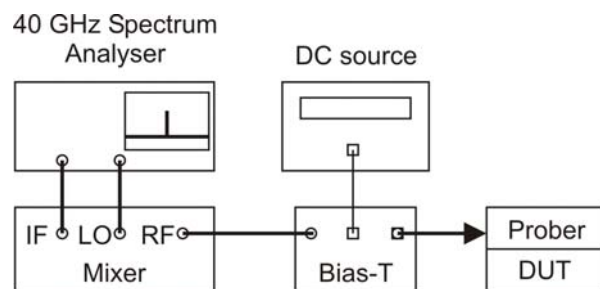 40 GHz Spectrum
Analyser
DC source
IF LO RF
Mixer
Bias-T
Prober
DUT